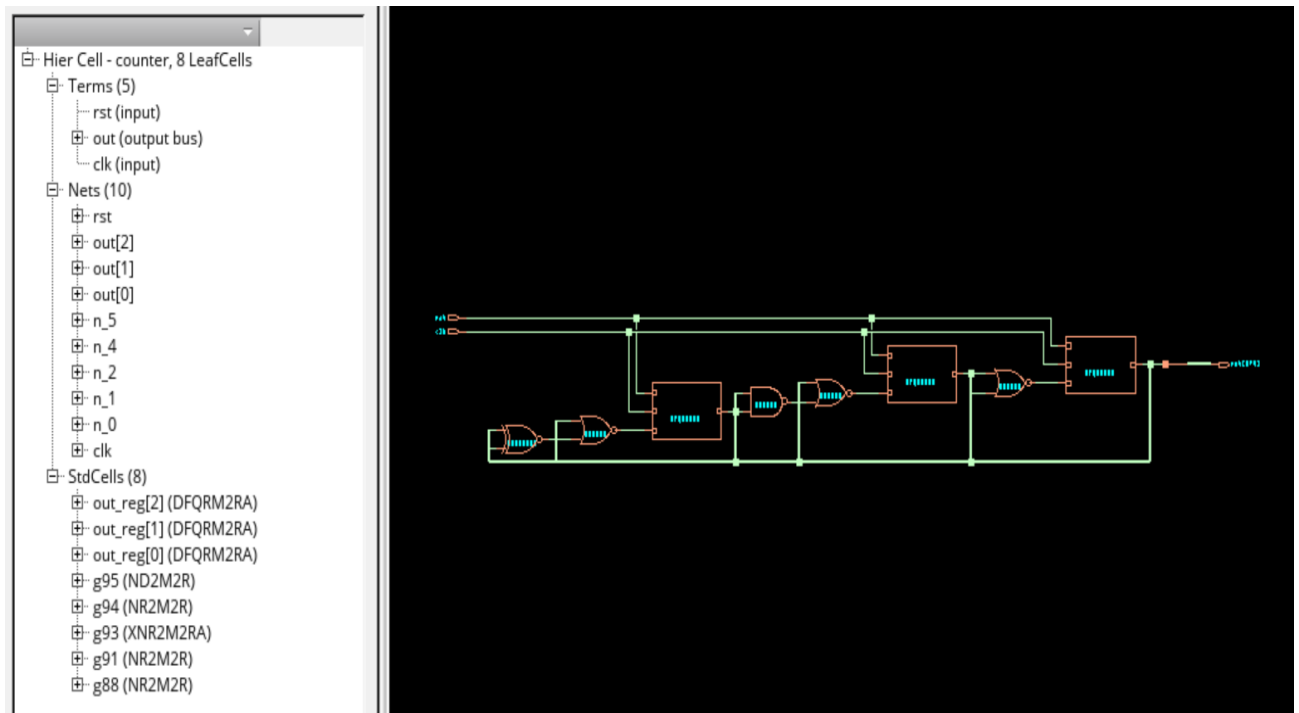 Hier Cell - counter, 8 LeafCells
Terms (5)
rst (input)
out (output bus)
clk (input)
Nets (10)
rst
out[2]
out[1]
out[0]
n_5
n_4
n_2
n_1
n_0
clk
StdCells (8)
out_reg[2] (DFQRM2RA)
out_reg[1] (DFQRM2RA)
out_reg[0] (DFQRM2RA)
g95 (ND2M2R)
g94 (NR2M2R)
g93 (XNR2M2RA)
g91 (NR2M2R)
g88 (NR2M2R)